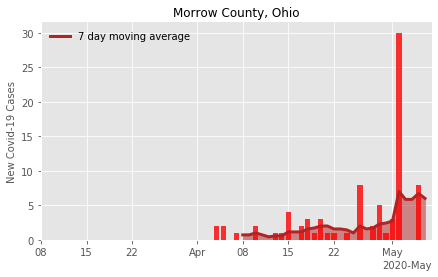 Morrow County, Ohio
7 day moving average
New Covid-19 Cases
30
25
20
15
10
5
0
08 15 22 Apr 08 15 22 May
2020-May